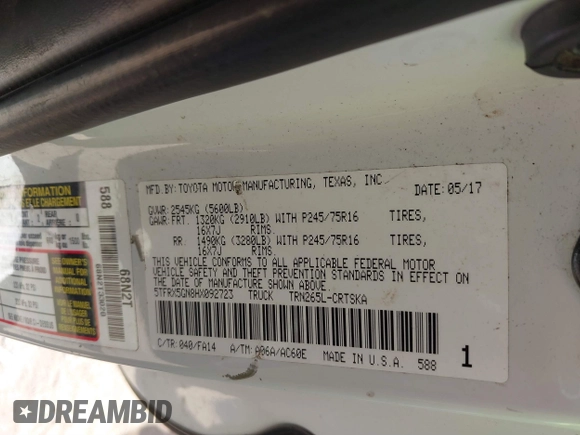 MFD.BY: TOYOTA MOTOR MANUFACTURING, TEXAS, INC. DATE: 05/17
GVWR: 2545KG (5600LB)
GAWR: FRT. 1320KG (2910LB) WITH P245/75R16 TIRES,
16X7J RIMS.
RR. 1490KG (3280LB) WITH P245/75R16 TIRES,
16X7J RIMS.
THIS VEHICLE CONFORMS TO ALL APPLICABLE FEDERAL MOTOR
VEHICLE SAFETY AND THEFT PREVENTION STANDARDS IN EFFECT ON
THE DATE OF MANUFACTURE SHOWN ABOVE.
5TFRX5GN8HX092723 TRUCK TRN265L-CRTSKA
C/TR: 040/FA14 A/TM: A06A/AC60E MADE IN U.S.A. 588 1
588
68N2T
INFORMATION
DREAMBID